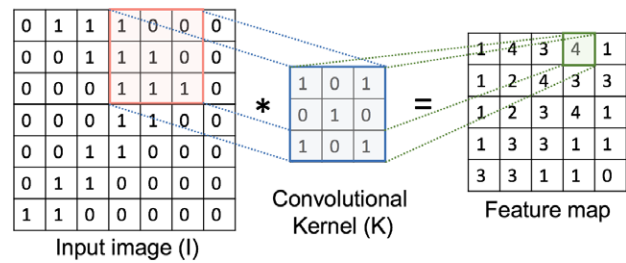 0 1 1 1 0 0 0
0 0 1 1 1 0 0
0 0 0 1 1 1 0
0 0 0 1 1 0 0
0 0 1 1 0 0 0
0 1 1 0 0 0 0
1 1 0 0 0 0 0
Input image (I)
*
1 0 1
0 1 0
1 0 1
Convolutional
Kernel (K)
=
1 4 3 4 1
1 2 4 3 3
1 2 3 4 1
1 3 3 1 1
3 3 1 1 0
Feature map